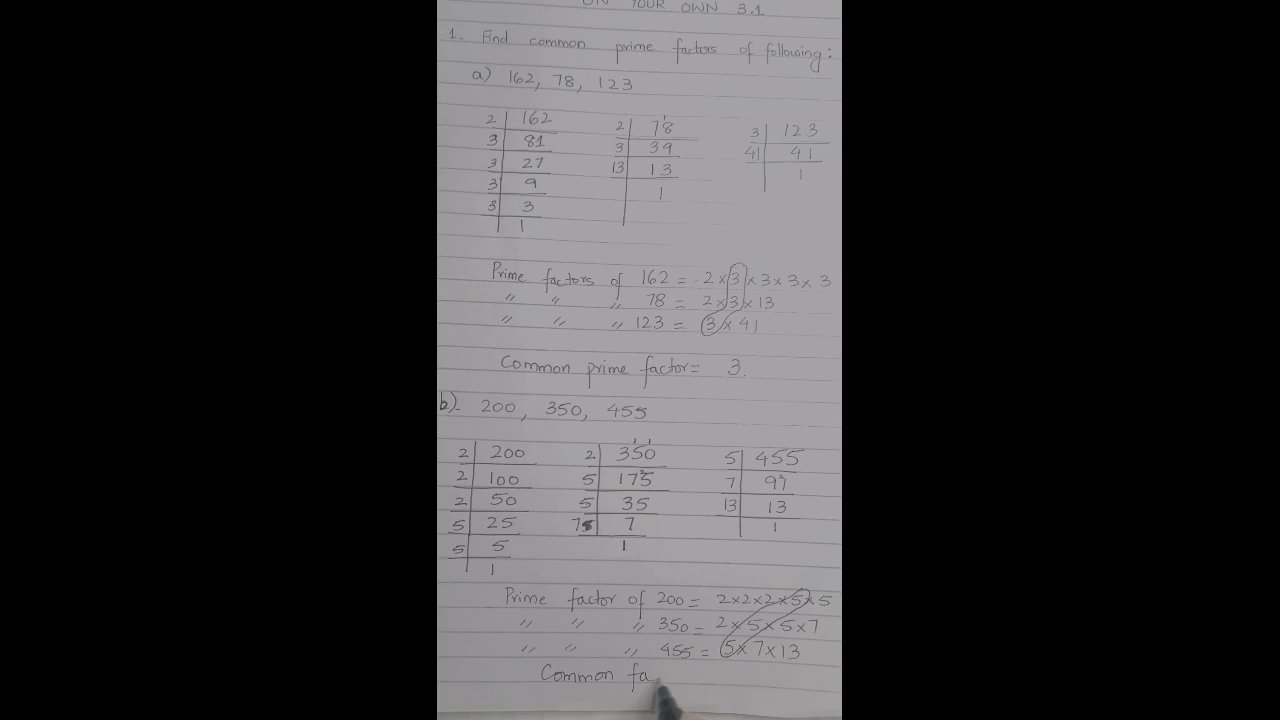 ON YOUR OWN 3.1
1. Find common prime factors of following:
a) 162, 78, 123
2 162 2 78 3 123
3 81 3 39 41 41
3 27 13 13 1
3 9 1
3 3
1
Prime factors of 162 = 2×3×3×3×3
〃 〃 〃 78 = 2×3×13
〃 〃 〃 123 = 3×41
Common prime factor = 3.
b). 200, 350, 455
2 200 2 350 5 455
2 100 5 175 7 91
2 50 5 35 13 13
5 25 7 7 1
5 5 1
1
Prime factor of 200 = 2×2×2×5×5
〃 〃 〃 350 = 2×5×5×7
〃 〃 〃 455 = 5×7×13
Common fa